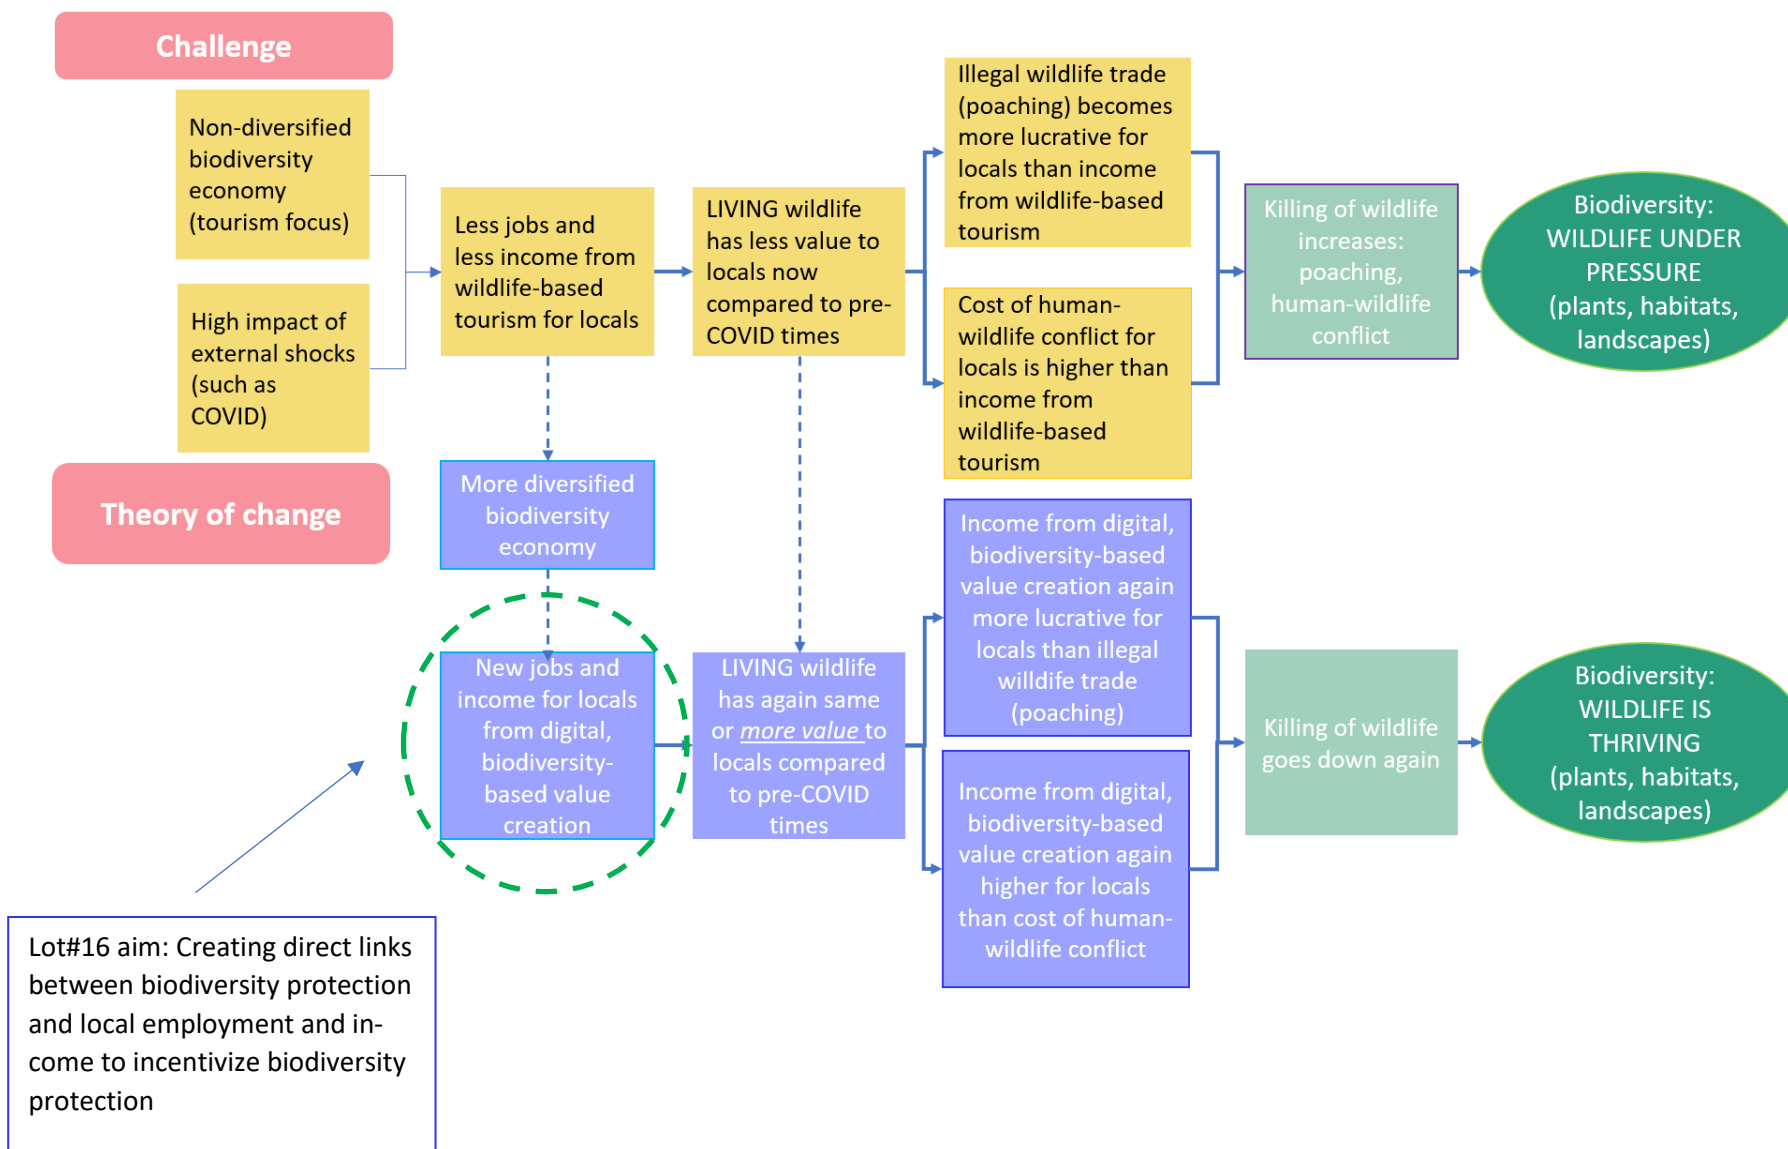 Challenge
Non-diversified
biodiversity
economy
(tourism focus)
High impact of
external shocks
(such as
COVID)
Less jobs and
less income from
wildlife-based
tourism for locals
LIVING wildlife
has less value to
locals now
compared to pre-
COVID times
Illegal wildlife trade
(poaching) becomes
more lucrative for
locals than income
from wildlife-based
tourism
Cost of human-
wildlife conflict for
locals is higher than
income from
wildlife-based
tourism
Killing of wildlife
increases:
poaching,
human-wildlife
conflict
Biodiversity:
WILDLIFE UNDER
PRESSURE
(plants, habitats,
landscapes)
Theory of change
More diversified
biodiversity
economy
New jobs and
income for locals
from digital,
biodiversity-
based value
creation
LIVING wildlife
has again same
or more value to
locals compared
to pre-COVID
times
Income from digital,
biodiversity-based
value creation again
more lucrative for
locals than illegal
willdife trade
(poaching)
Income from digital,
biodiversity-based
value creation again
higher for locals
than cost of human-
wildlife conflict
Killing of wildlife
goes down again
Biodiversity:
WILDLIFE IS
THRIVING
(plants, habitats,
landscapes)
Lot#16 aim: Creating direct links
between biodiversity protection
and local employment and in-
come to incentivize biodiversity
protection